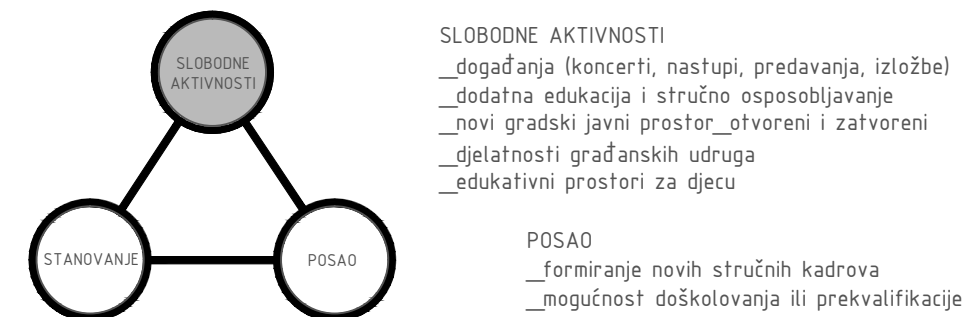 SLOBODNE
AKTIVNOSTI
STANOVANJE
POSAO
SLOBODNE AKTIVNOSTI
__događanja (koncerti, nastupi, predavanja, izložbe)
__dodatna edukacija i stručno osposobljavanje
__novi gradski javni prostor__otvoreni i zatvoreni
__djelatnosti građanskih udruga
__edukativni prostori za djecu
POSAO
__formiranje novih stručnih kadrova
__mogućnost doškolovanja ili prekvalifikacije